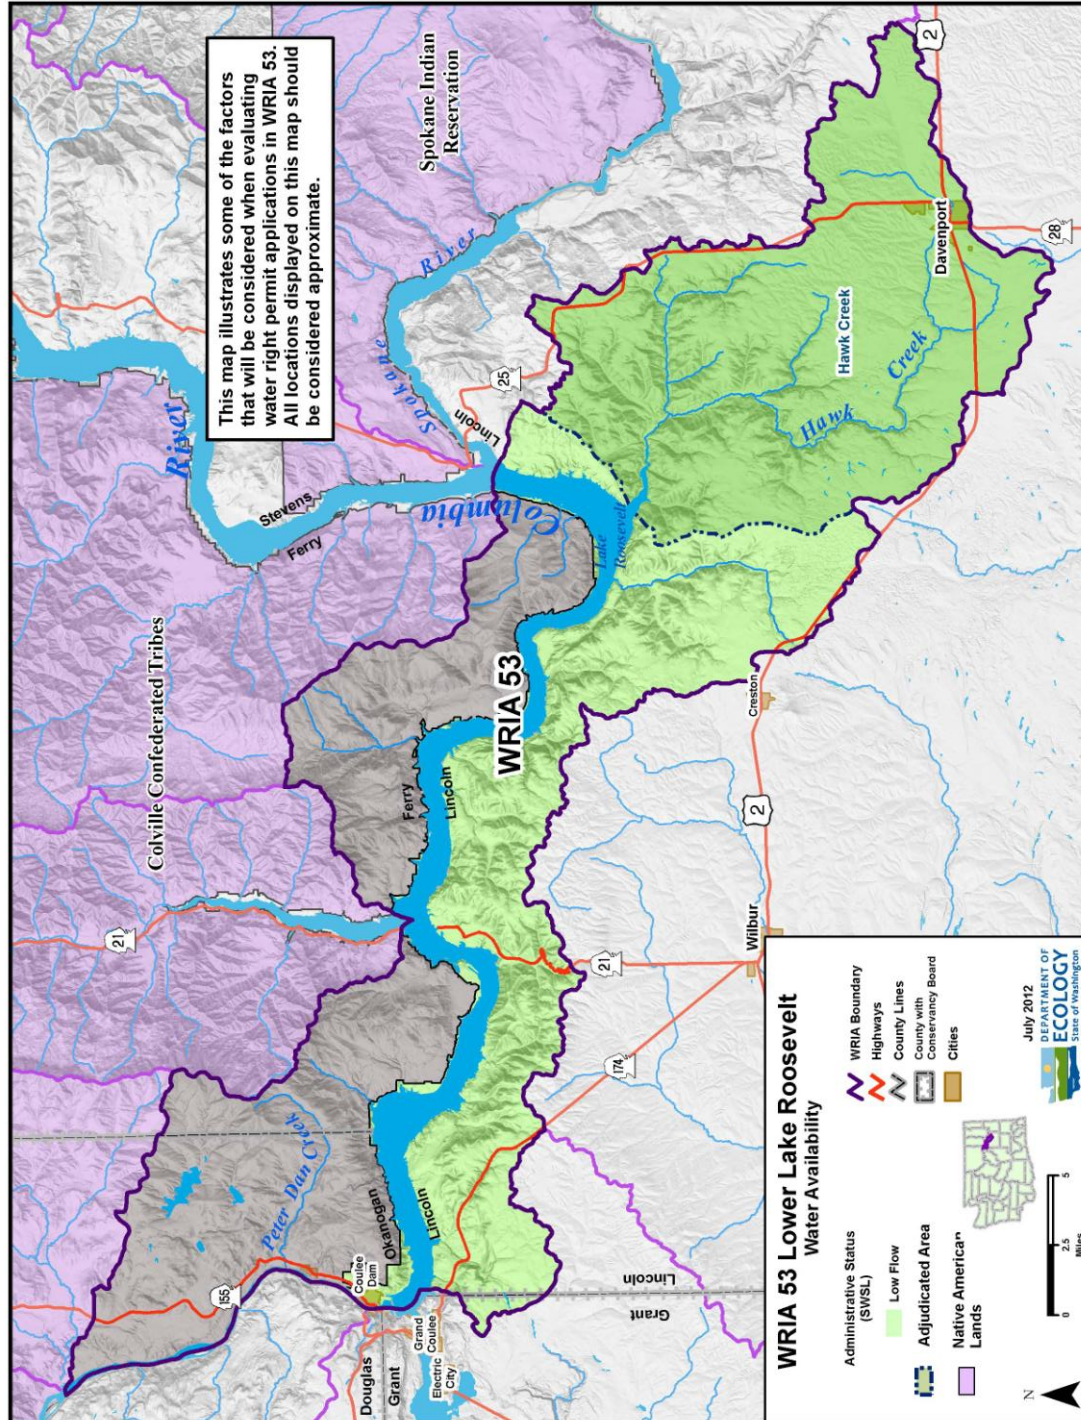 This map illustrates some of the factors
that will be considered when evaluating
water right permit applications in WRIA 53.
All locations displayed on this map should
be considered approximate.
Colville Confederated Tribes
Spokane Indian
Reservation
River
Columbia
Spokane
River
Stevens
Ferry
Lincoln
25
21
155
Peter Dan Creek
Okanogan
Lincoln
Ferry
Lincoln
WRIA 53
Lake
Roosevelt
Hawk Creek
Hawk
Creek
Davenport
2
28
Creston
2
Wilbur
21
174
Coulee
Dam
Grand
Coulee
Electric
City
Douglas
Grant
Grant
Lincoln
WRIA 53 Lower Lake Roosevelt
Water Availability
Administrative Status
(SWSL)
Low Flow
Adjudicated Area
Native American
Lands
WRIA Boundary
Highways
County Lines
County with
Conservancy Board
Cities
N
0
2.5
5
Miles
July 2012
DEPARTMENT OF
ECOLOGY
State of Washington